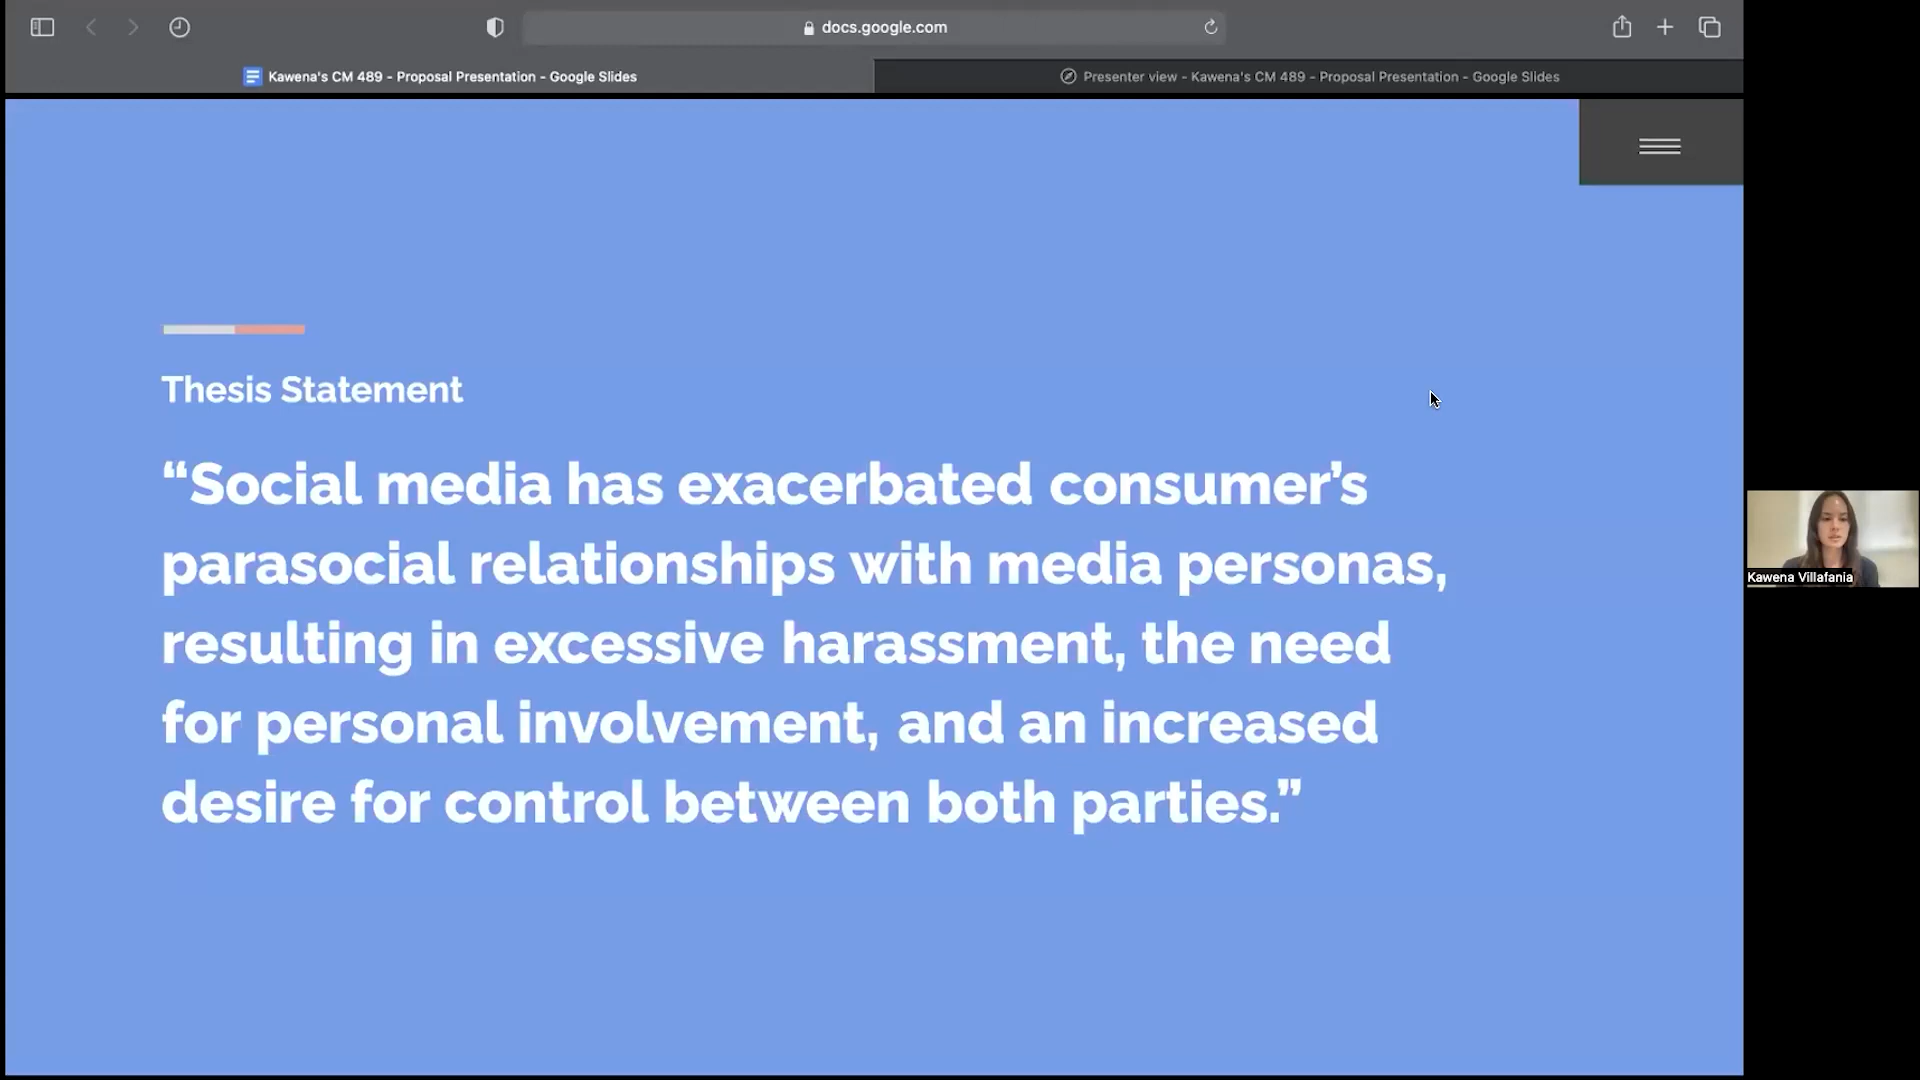 docs.google.com
Kawena's CM 489 - Proposal Presentation - Google Slides
Presenter view - Kawena's CM 489 - Proposal Presentation - Google Slides
Thesis Statement
“Social media has exacerbated consumer’s
parasocial relationships with media personas,
resulting in excessive harassment, the need
for personal involvement, and an increased
desire for control between both parties.”
Kawena Villafania